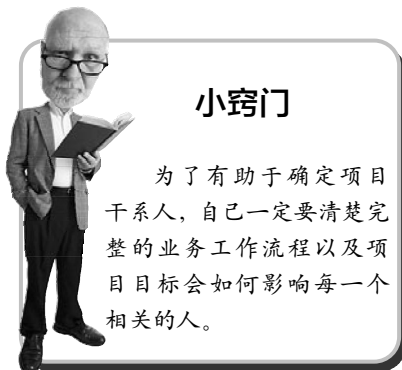 小窍门
为了有助于确定项目
干系人，自己一定要清楚完
整的业务工作流程以及项
目目标会如何影响每一个
相关的人。